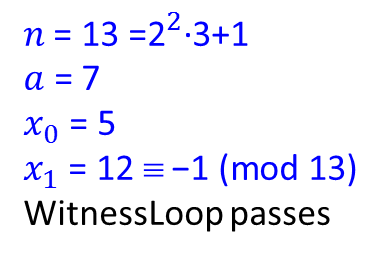 n = 13 =2²·3+1
a = 7
x₀ = 5
x₁ = 12 ≡ −1 (mod 13)
WitnessLoop passes